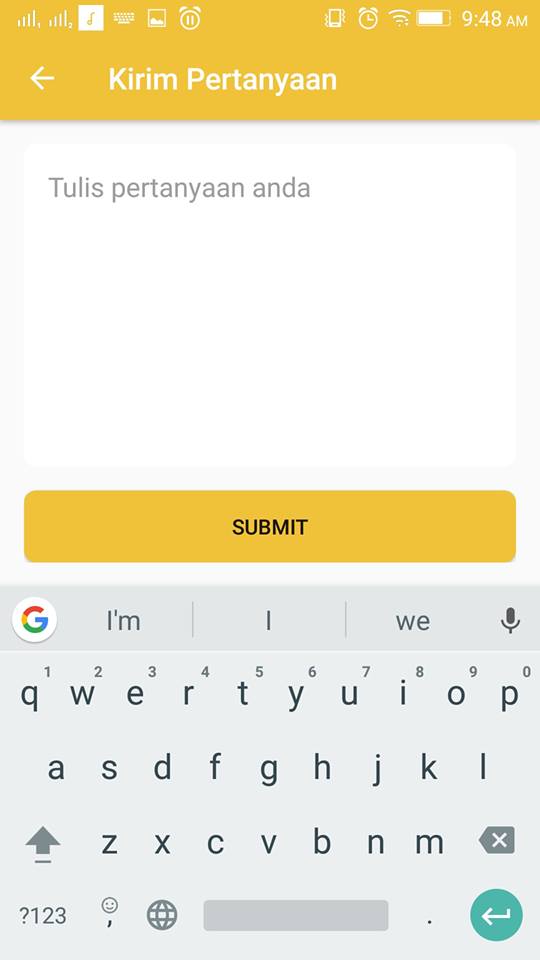 9:48 AM
Kirim Pertanyaan
Tulis pertanyaan anda
SUBMIT
G I'm I we
1 2 3 4 5 6 7 8 9 0
q w e r t y u i o p
a s d f g h j k l
z x c v b n m
?123 , .